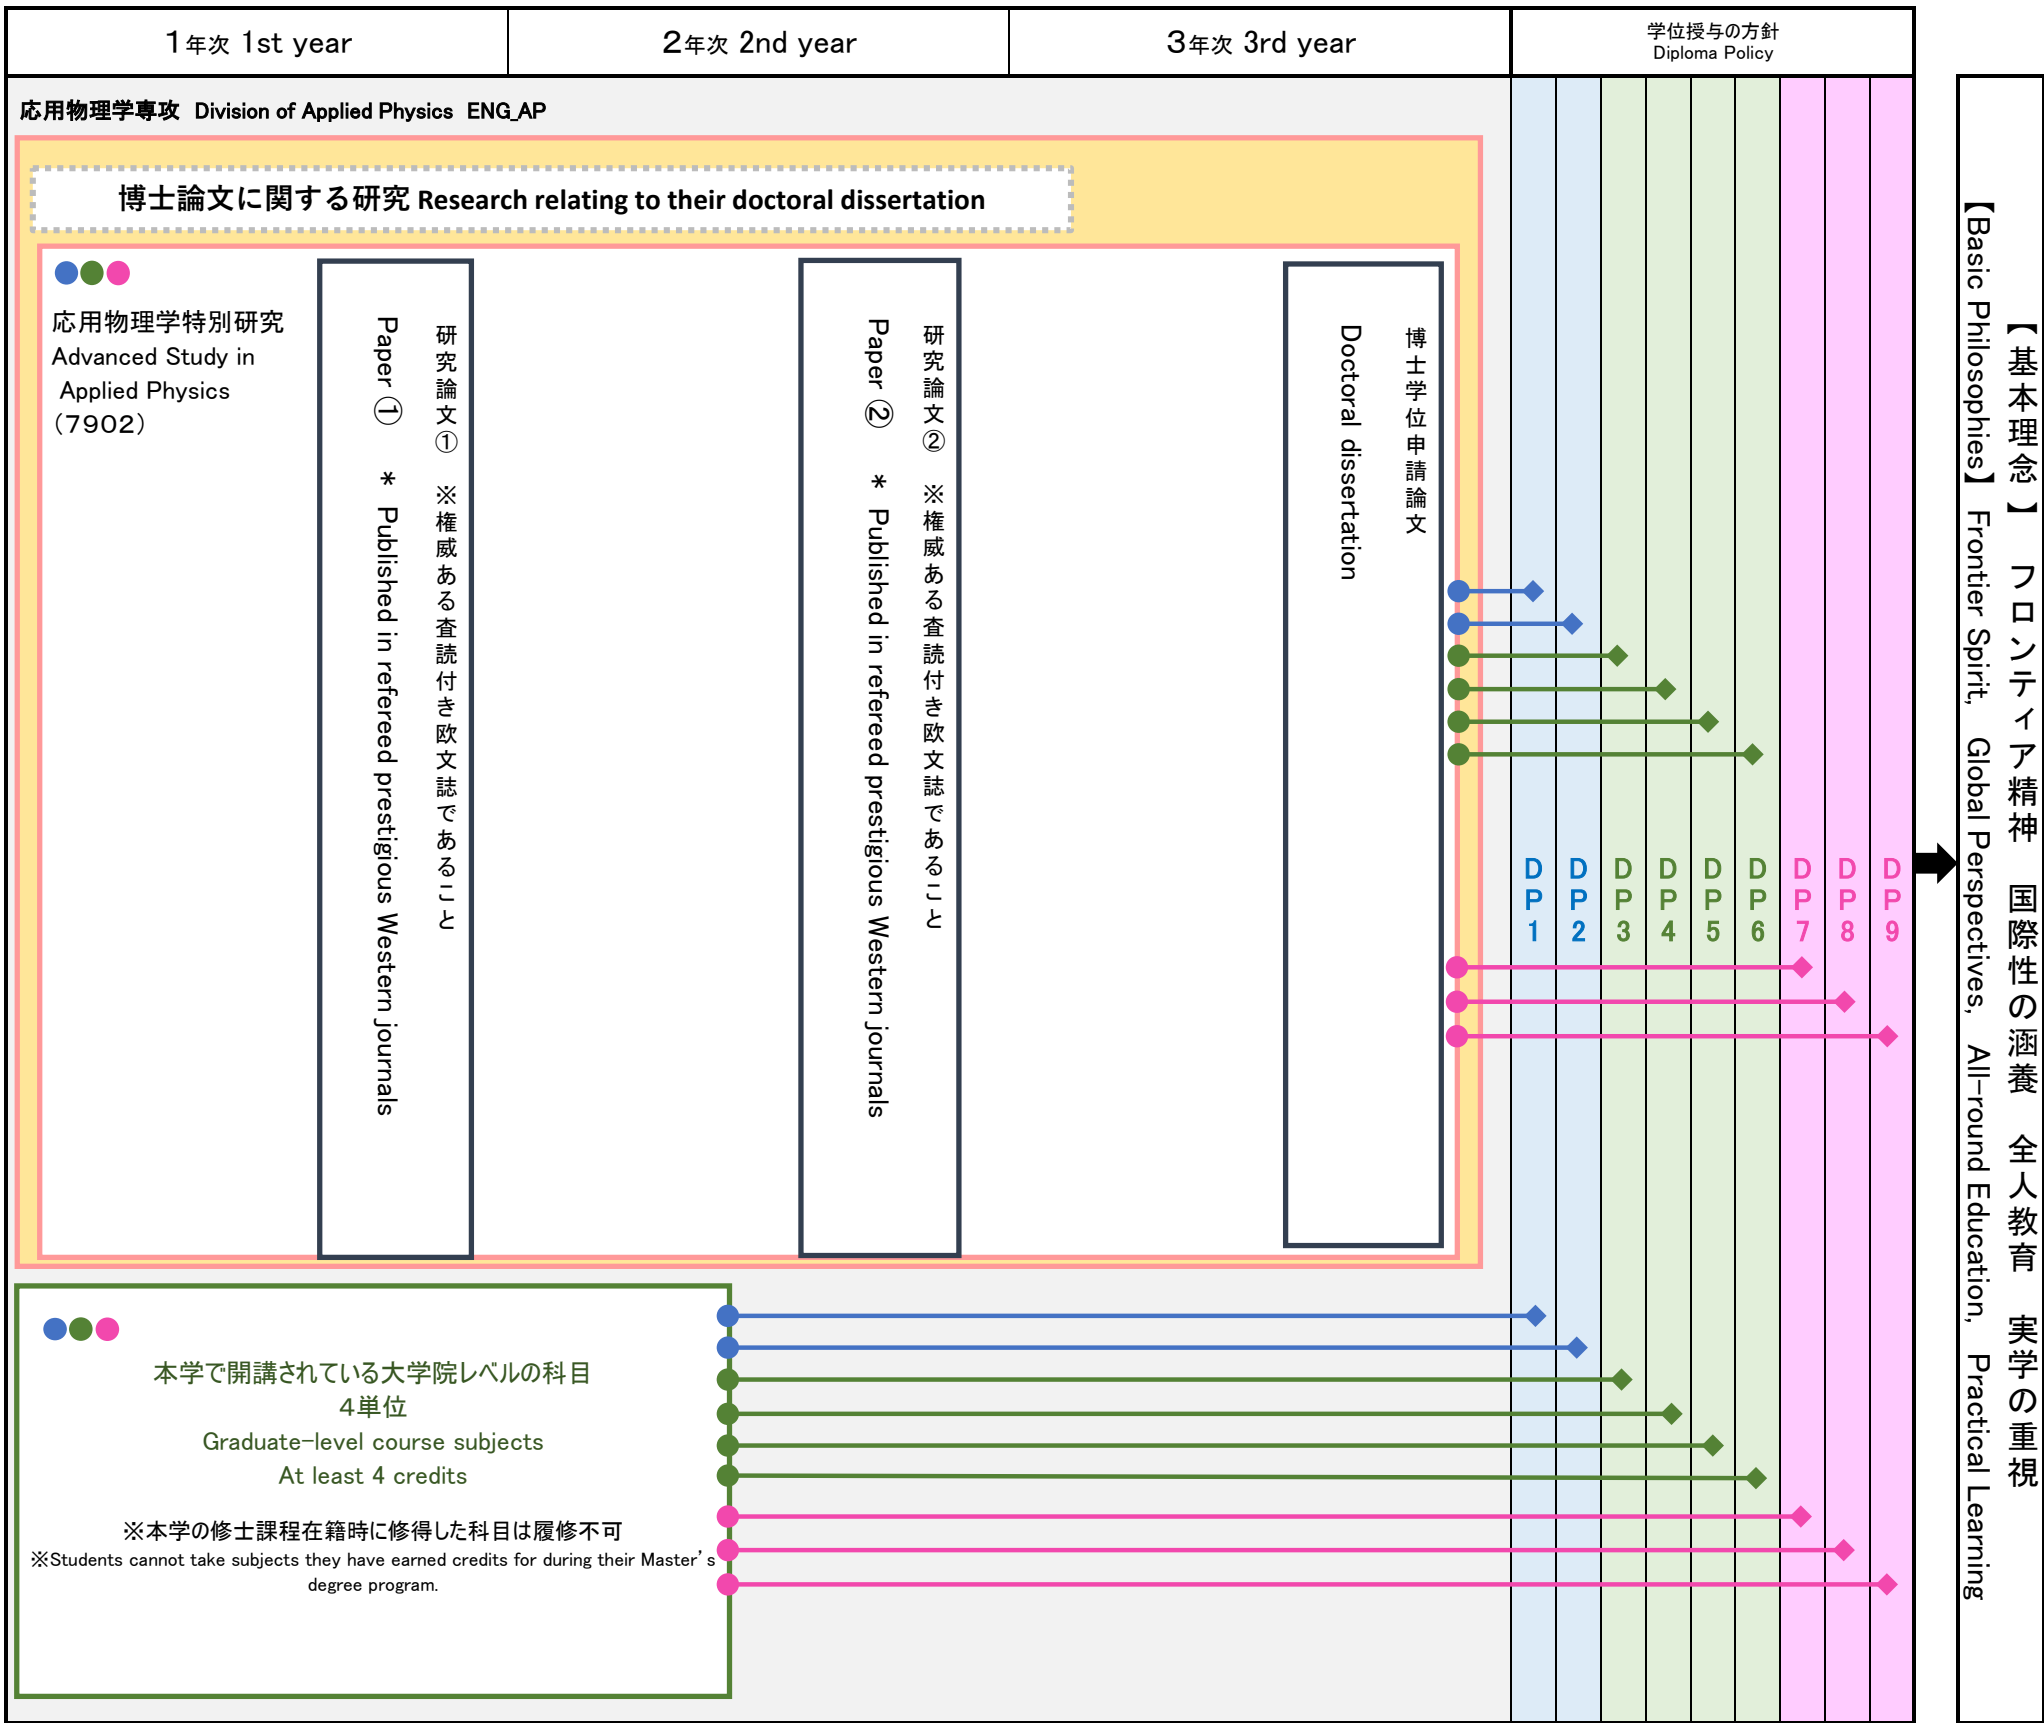 1年次 1st year
2年次 2nd year
3年次 3rd year
学位授与の方針
Diploma Policy
応用物理学専攻 Division of Applied Physics ENG_AP
博士論文に関する研究 Research relating to their doctoral dissertation
応用物理学特別研究
Advanced Study in
Applied Physics
(7902)
研究論文① ※権威ある査読付き欧文誌であること
Paper ① * Published in refereed prestigious Western journals
研究論文② ※権威ある査読付き欧文誌であること
Paper ② * Published in refereed prestigious Western journals
博士学位申請論文
Doctoral dissertation
DP1
DP2
DP3
DP4
DP5
DP6
DP7
DP8
DP9
本学で開講されている大学院レベルの科目
4単位
Graduate-level course subjects
At least 4 credits
※本学の修士課程在籍時に修得した科目は履修不可
※Students cannot take subjects they have earned credits for during their Master's
degree program.
【基本理念】 フロンティア精神 国際性の涵養 全人教育 実学の重視
【Basic Philosophies】 Frontier Spirit, Global Perspectives, All-round Education, Practical Learning